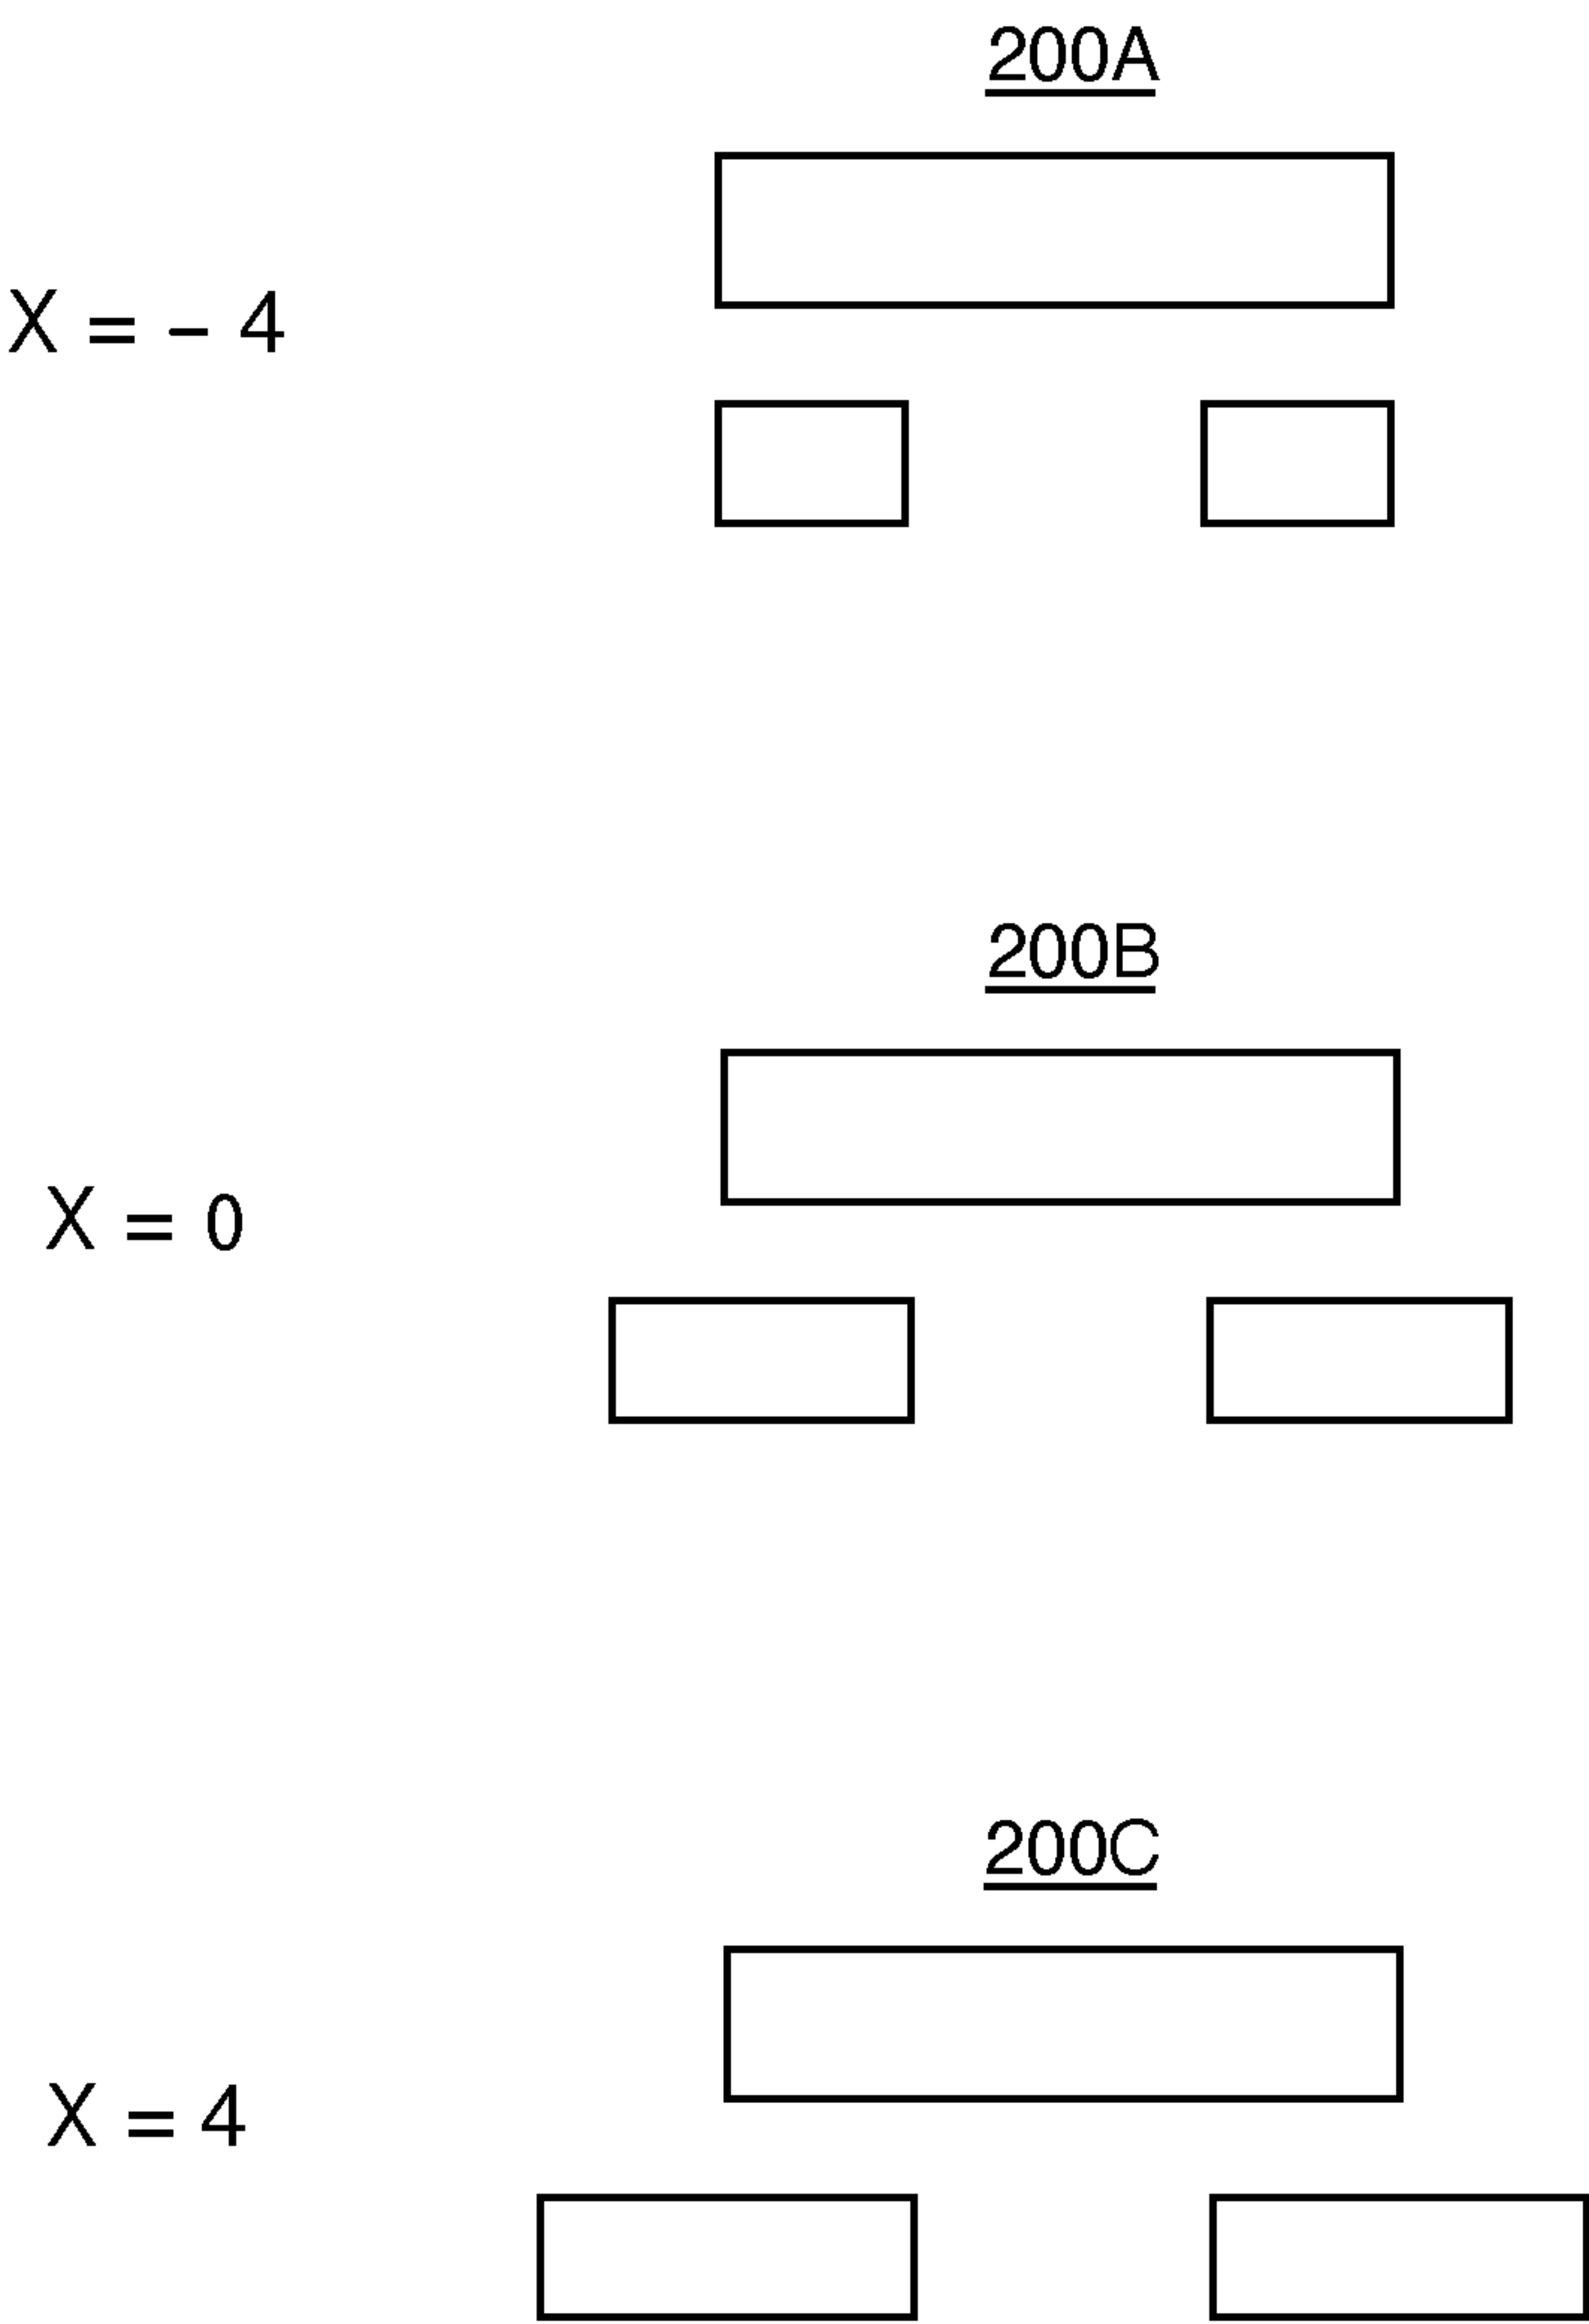 200A
X = – 4
200B
X = 0
200C
X = 4